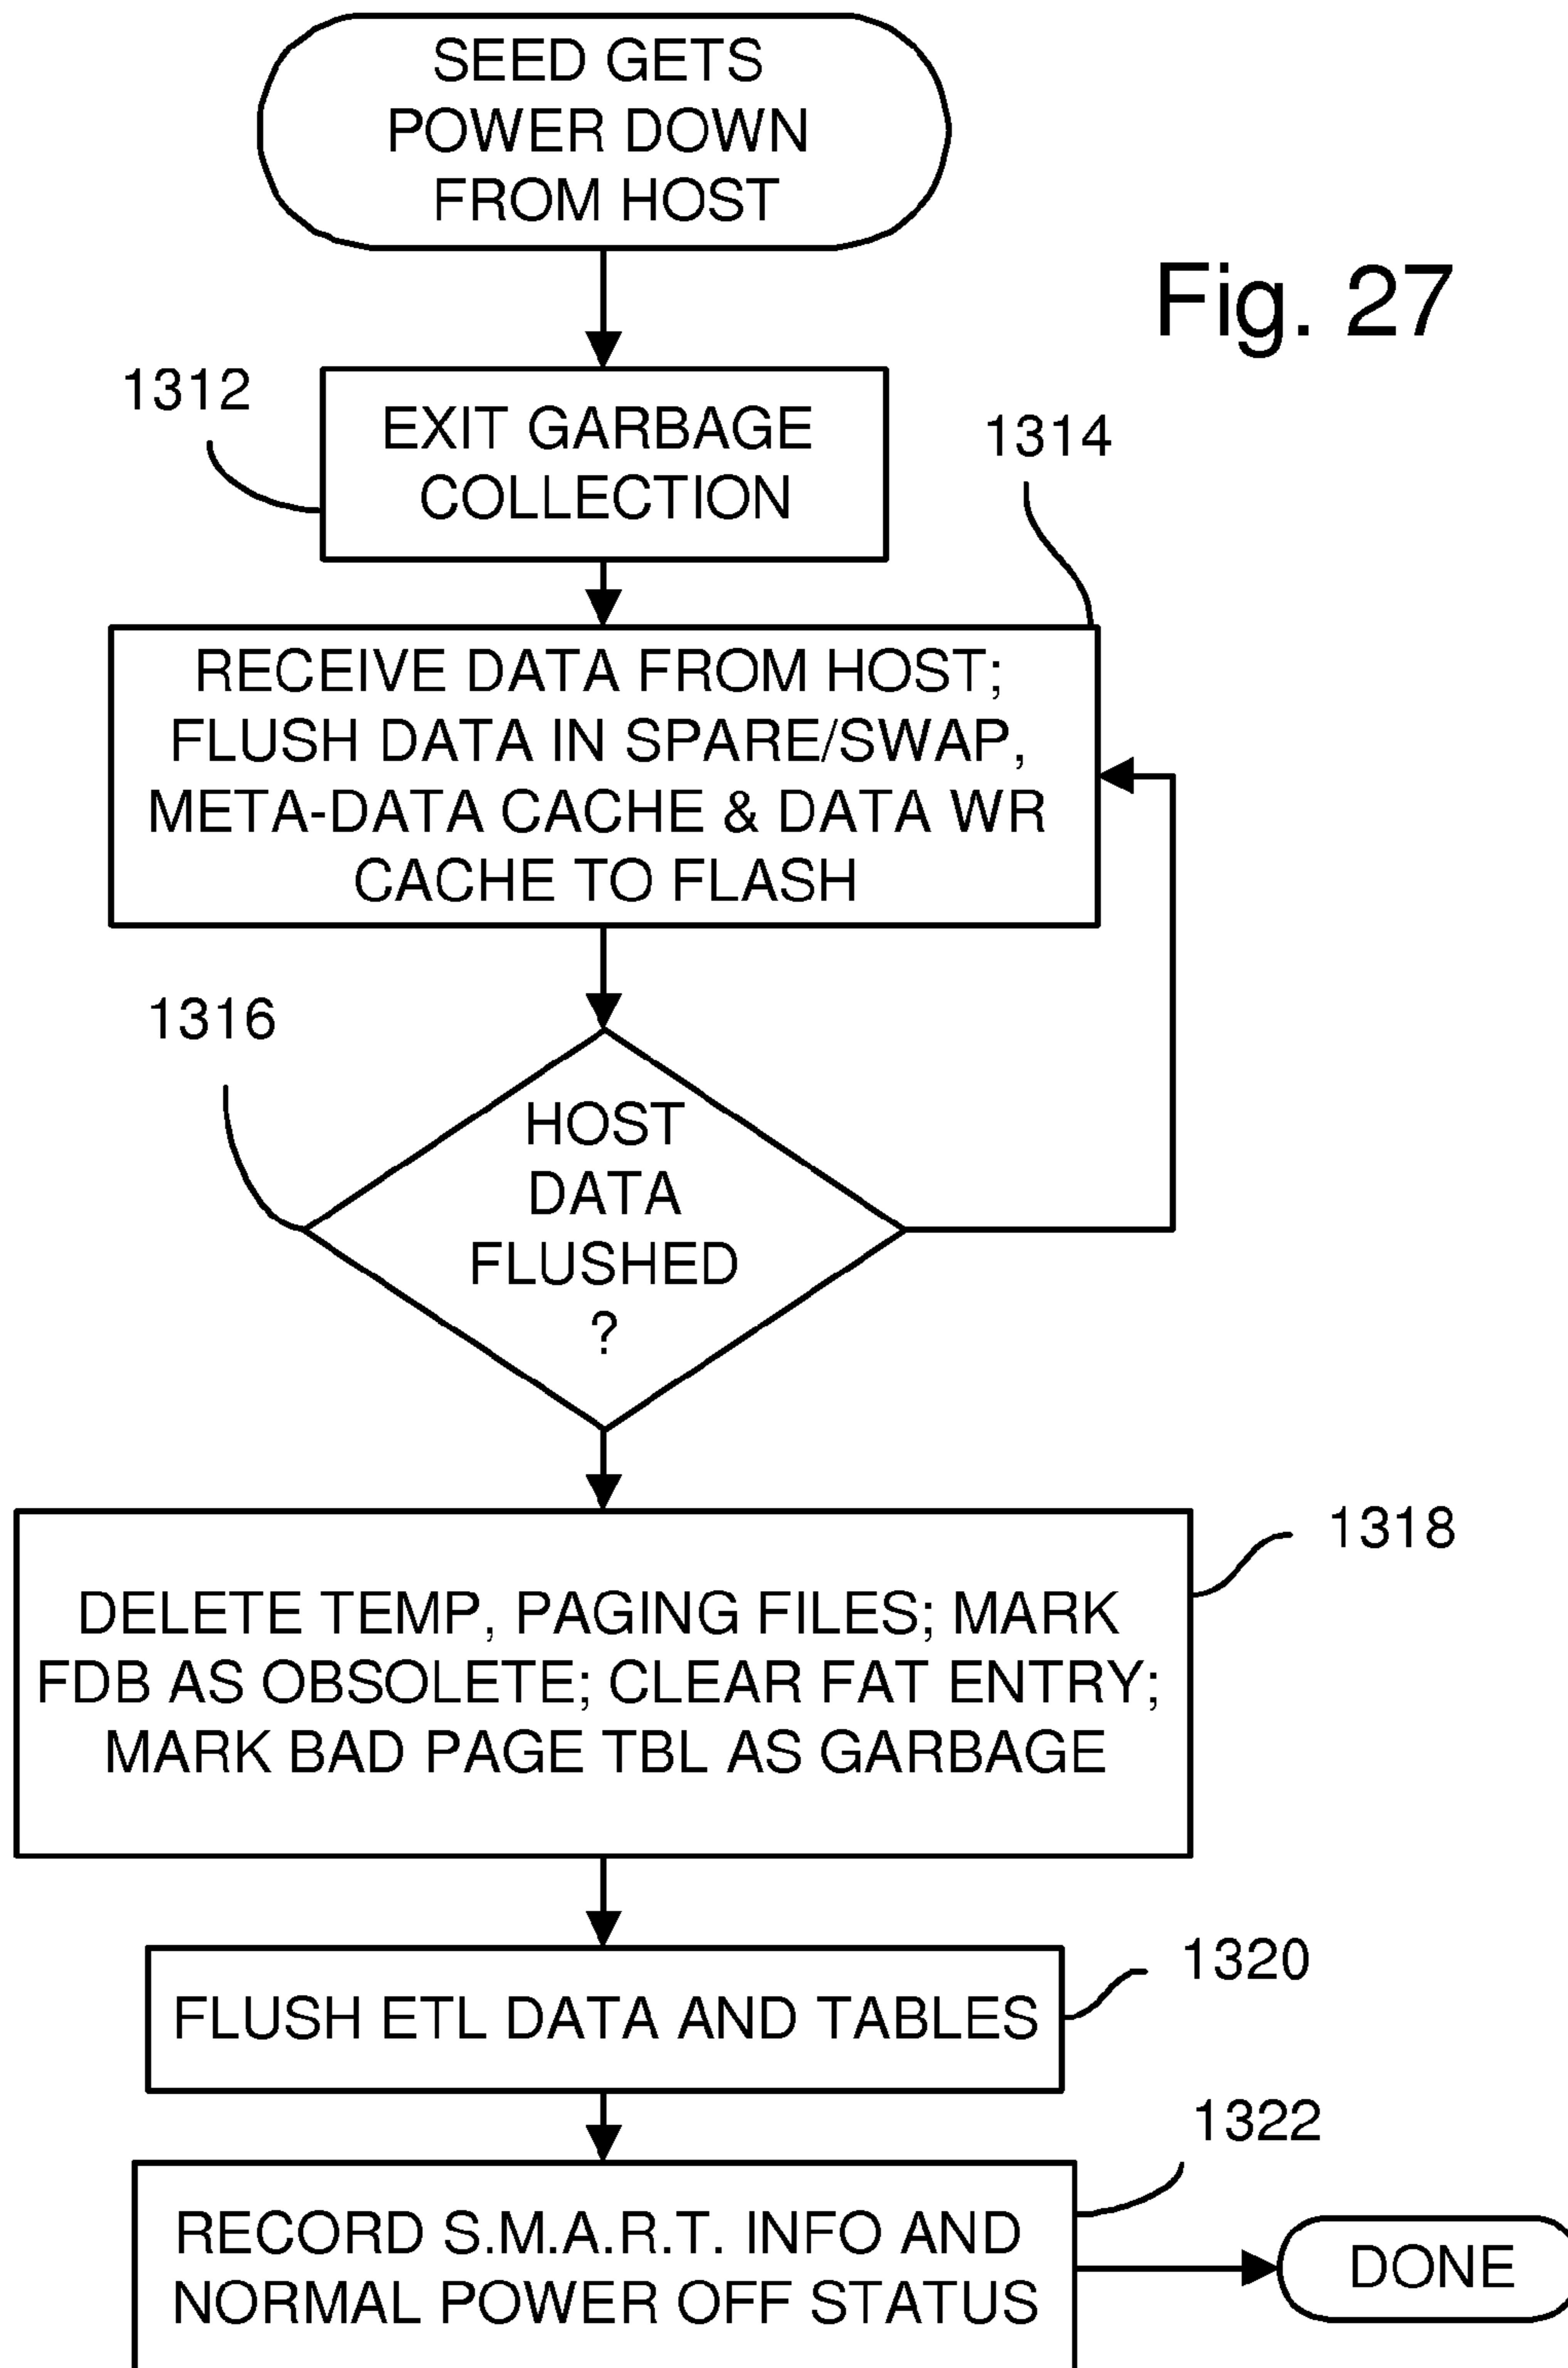 SEED GETS
POWER DOWN
FROM HOST
Fig. 27
1312
EXIT GARBAGE
COLLECTION
1314
RECEIVE DATA FROM HOST;
FLUSH DATA IN SPARE/SWAP,
META-DATA CACHE & DATA WR
CACHE TO FLASH
1316
HOST
DATA
FLUSHED
?
1318
DELETE TEMP, PAGING FILES; MARK
FDB AS OBSOLETE; CLEAR FAT ENTRY;
MARK BAD PAGE TBL AS GARBAGE
1320
FLUSH ETL DATA AND TABLES
1322
RECORD S.M.A.R.T. INFO AND
NORMAL POWER OFF STATUS
DONE